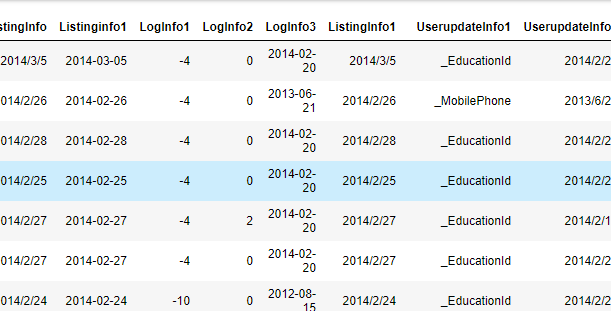 istingInfo Listinginfo1 LogInfo1 LogInfo2 LogInfo3 ListingInfo1 UserupdateInfo1 UserupdateInfo
2014/3/5 2014-03-05 -4 0 2014-02-20 2014/3/5 _EducationId 2014/2/2
014/2/26 2014-02-26 -4 0 2013-06-21 2014/2/26 _MobilePhone 2013/6/2
014/2/28 2014-02-28 -4 0 2014-02-20 2014/2/28 _EducationId 2014/2/2
014/2/25 2014-02-25 -4 0 2014-02-20 2014/2/25 _EducationId 2014/2/2
014/2/27 2014-02-27 -4 2 2014-02-20 2014/2/27 _EducationId 2014/2/1
014/2/27 2014-02-27 -4 0 2014-02-20 2014/2/27 _EducationId 2014/2/2
014/2/24 2014-02-24 -10 0 2012-08-15 2014/2/24 _EducationId 2014/2/2